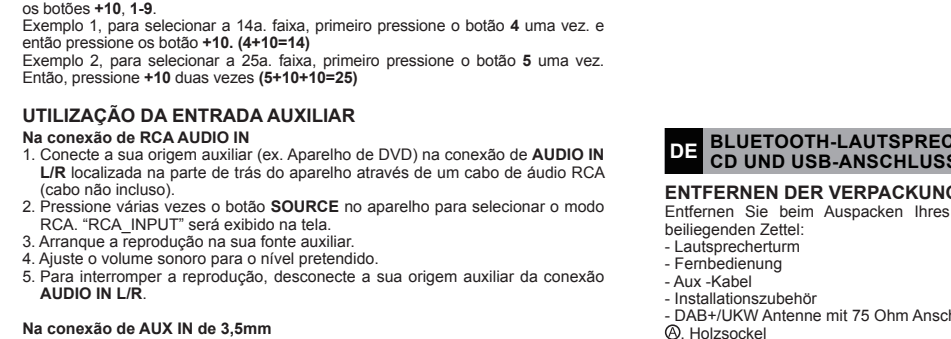 os botões +10, 1-9.
Exemplo 1, para selecionar a 14a. faixa, primeiro pressione o botão 4 uma vez. e
então pressione os botão +10. (4+10=14)
Exemplo 2, para selecionar a 25a. faixa, primeiro pressione o botão 5 uma vez.
Então, pressione +10 duas vezes (5+10+10=25)
UTILIZAÇÃO DA ENTRADA AUXILIAR
Na conexão de RCA AUDIO IN
1. Conecte a sua origem auxiliar (ex. Aparelho de DVD) na conexão de AUDIO IN
L/R localizada na parte de trás do aparelho através de um cabo de áudio RCA
(cabo não incluso).
2. Pressione várias vezes o botão SOURCE no aparelho para selecionar o modo
RCA. “RCA_INPUT” será exibido na tela.
3. Arranque a reprodução na sua fonte auxiliar.
4. Ajuste o volume sonoro para o nível pretendido.
5. Para interromper a reprodução, desconecte a sua origem auxiliar da conexão
AUDIO IN L/R.
Na conexão de AUX IN de 3,5mm
DE BLUETOOTH-LAUTSPREC
CD UND USB-ANSCHLUSS
ENTFERNEN DER VERPACKUNG
Entfernen Sie beim Auspacken Ihres
beiliegenden Zettel:
- Lautsprecherturm
- Fernbedienung
- Aux -Kabel
- Installationszubehör
- DAB+/UKW Antenne mit 75 Ohm Ansch
Ⓐ. Holzsockel